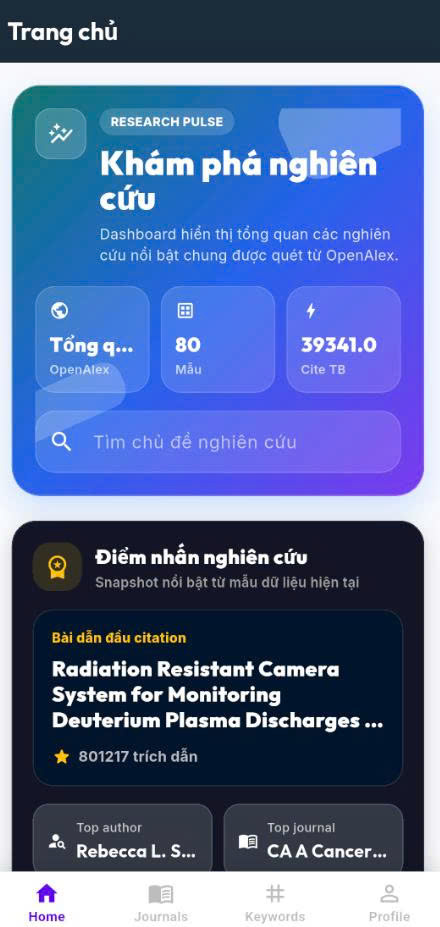 Trang chủ
RESEARCH PULSE
Khám phá nghiên
cứu
Dashboard hiển thị tổng quan các nghiên
cứu nổi bật chung được quét từ OpenAlex.
Tổng q...
OpenAlex
80
Mẫu
39341.0
Cite TB
Tìm chủ đề nghiên cứu
Điểm nhấn nghiên cứu
Snapshot nổi bật từ mẫu dữ liệu hiện tại
Bài dẫn đầu citation
Radiation Resistant Camera
System for Monitoring
Deuterium Plasma Discharges ...
801217 trích dẫn
Top author
Rebecca L. S...
Top journal
CA A Cancer...
Home
Journals
Keywords
Profile